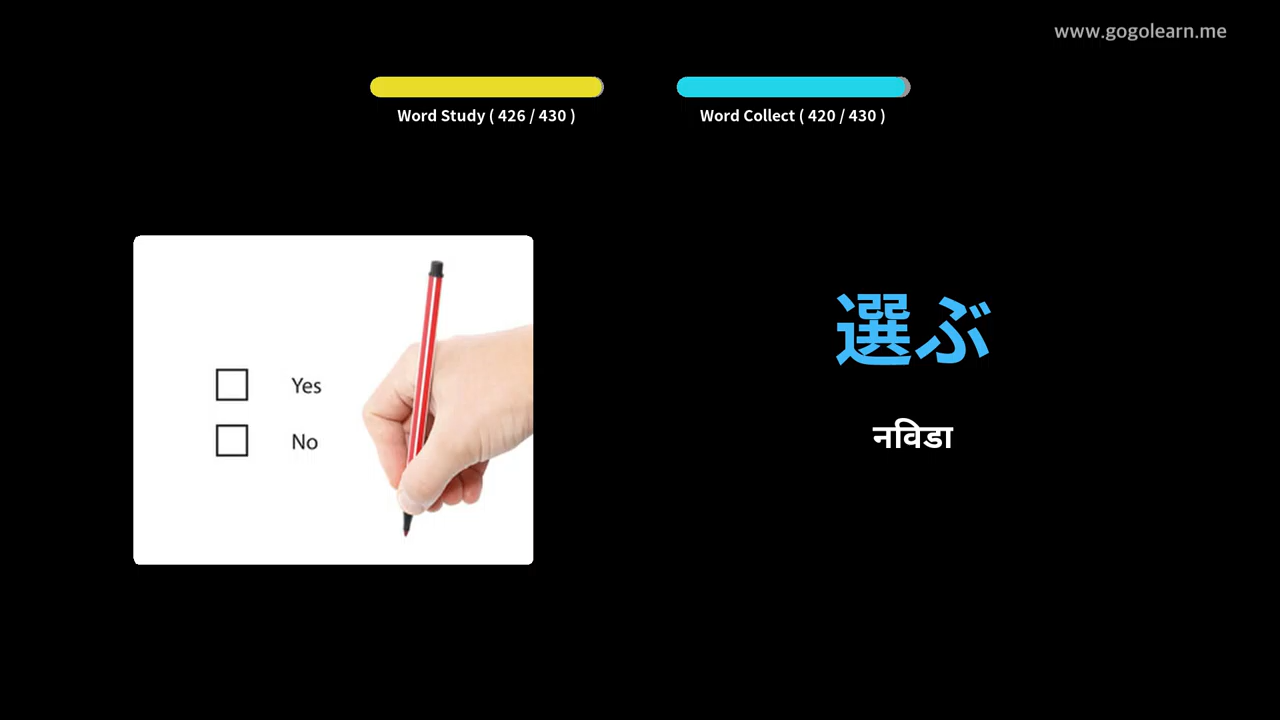 www.gogolearn.me
Word Study ( 426 / 430 )
Word Collect ( 420 / 430 )
Yes
No
選ぶ
नविडा